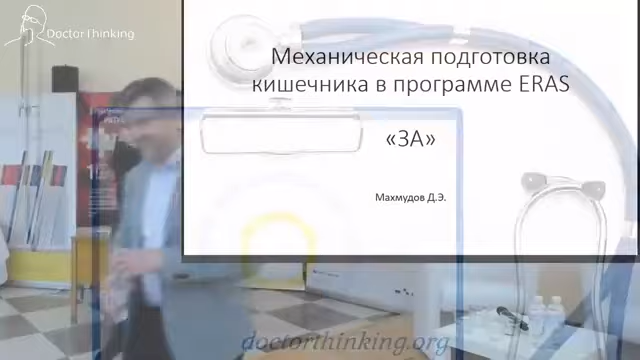 DoctorThinking
Механическая подготовка
кишечника в программе ERAS
«ЗА»
Махмудов Д.Э.
doctorthinking.org